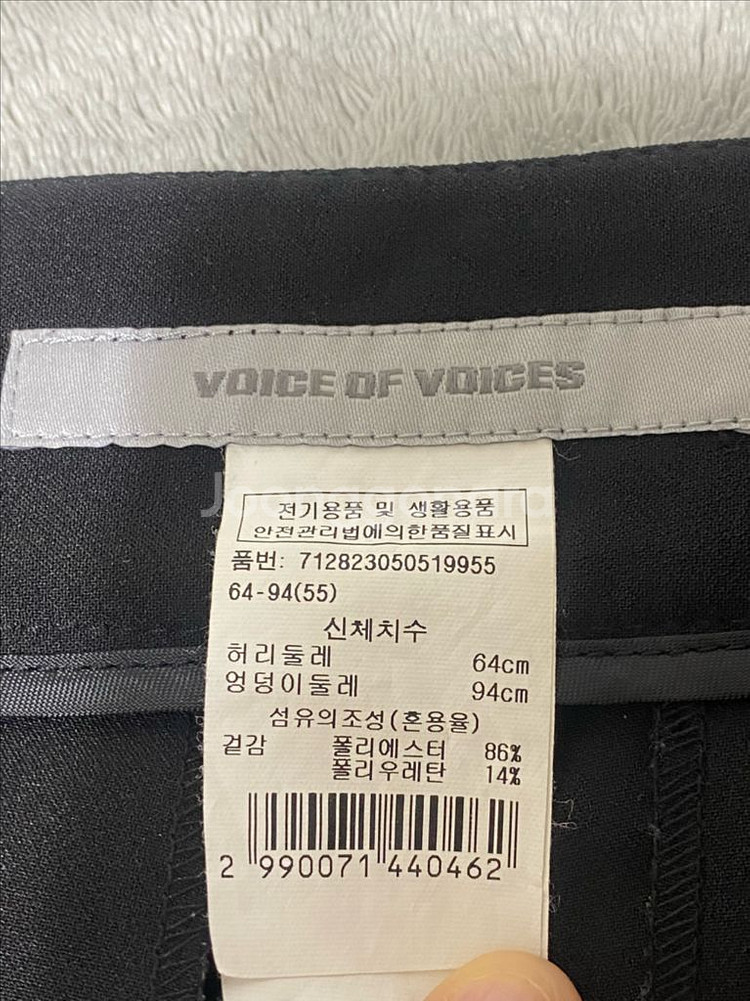 VOICE OF VOICES
전기용품 및 생활용품
안전관리법에의한품질표시
품번: 712823050519955
64-94(55)
신체치수
허리둘레 64cm
엉덩이둘레 94cm
섬유의조성(혼용율)
겉감 폴리에스터 86%
폴리우레탄 14%
2 990071 440462